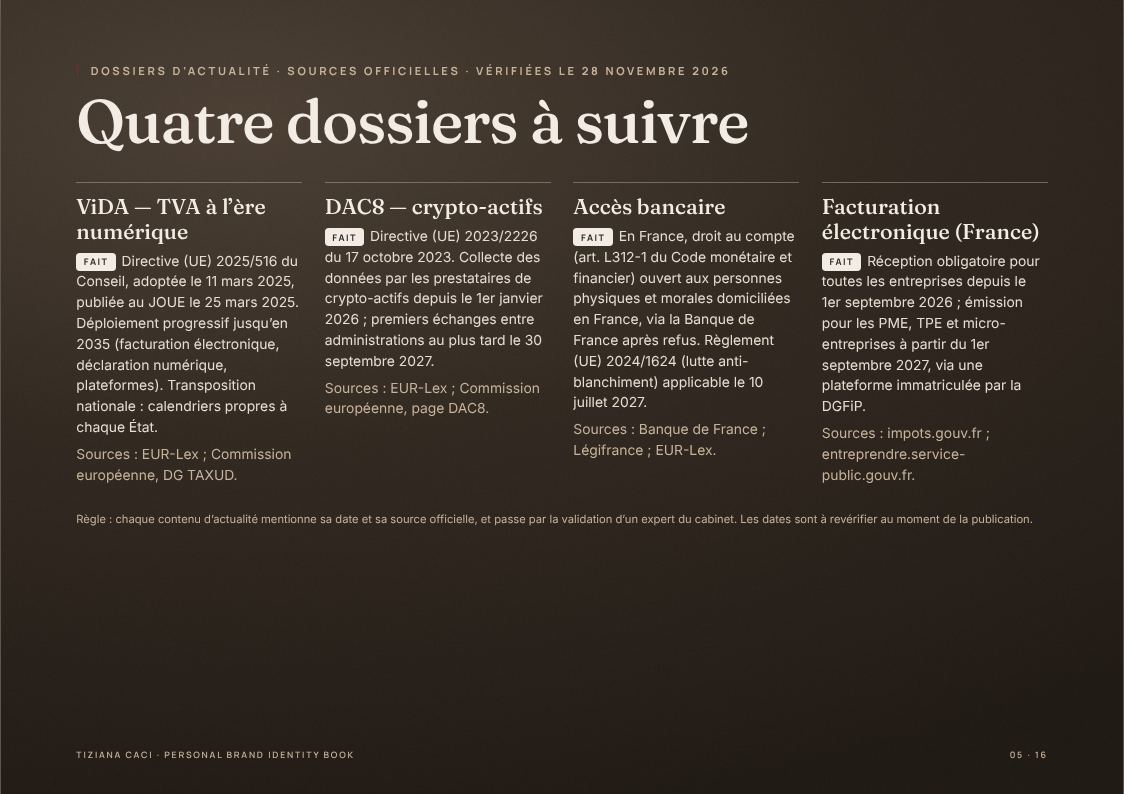 DOSSIERS D'ACTUALITÉ · SOURCES OFFICIELLES · VÉRIFIÉES LE 28 NOVEMBRE 2026
Quatre dossiers à suivre
ViDA — TVA à l'ère
numérique
FAIT Directive (UE) 2025/516 du
Conseil, adoptée le 11 mars 2025,
publiée au JOUE le 25 mars 2025.
Déploiement progressif jusqu'en
2035 (facturation électronique,
déclaration numérique,
plateformes). Transposition
nationale : calendriers propres à
chaque État.
Sources : EUR-Lex ; Commission
européenne, DG TAXUD.
DAC8 — crypto-actifs
FAIT Directive (UE) 2023/2226
du 17 octobre 2023. Collecte des
données par les prestataires de
crypto-actifs depuis le 1er janvier
2026 ; premiers échanges entre
administrations au plus tard le 30
septembre 2027.
Sources : EUR-Lex ; Commission
européenne, page DAC8.
Accès bancaire
FAIT En France, droit au compte
(art. L312-1 du Code monétaire et
financier) ouvert aux personnes
physiques et morales domiciliées
en France, via la Banque de
France après refus. Règlement
(UE) 2024/1624 (lutte anti-
blanchiment) applicable le 10
juillet 2027.
Sources : Banque de France ;
Légifrance ; EUR-Lex.
Facturation
électronique (France)
FAIT Réception obligatoire pour
toutes les entreprises depuis le
1er septembre 2026 ; émission
pour les PME, TPE et micro-
entreprises à partir du 1er
septembre 2027, via une
plateforme immatriculée par la
DGFiP.
Sources : impots.gouv.fr ;
entreprendre.service-
public.gouv.fr.
Règle : chaque contenu d'actualité mentionne sa date et sa source officielle, et passe par la validation d'un expert du cabinet. Les dates sont à revérifier au moment de la publication.
TIZIANA CACI · PERSONAL BRAND IDENTITY BOOK
05 · 16